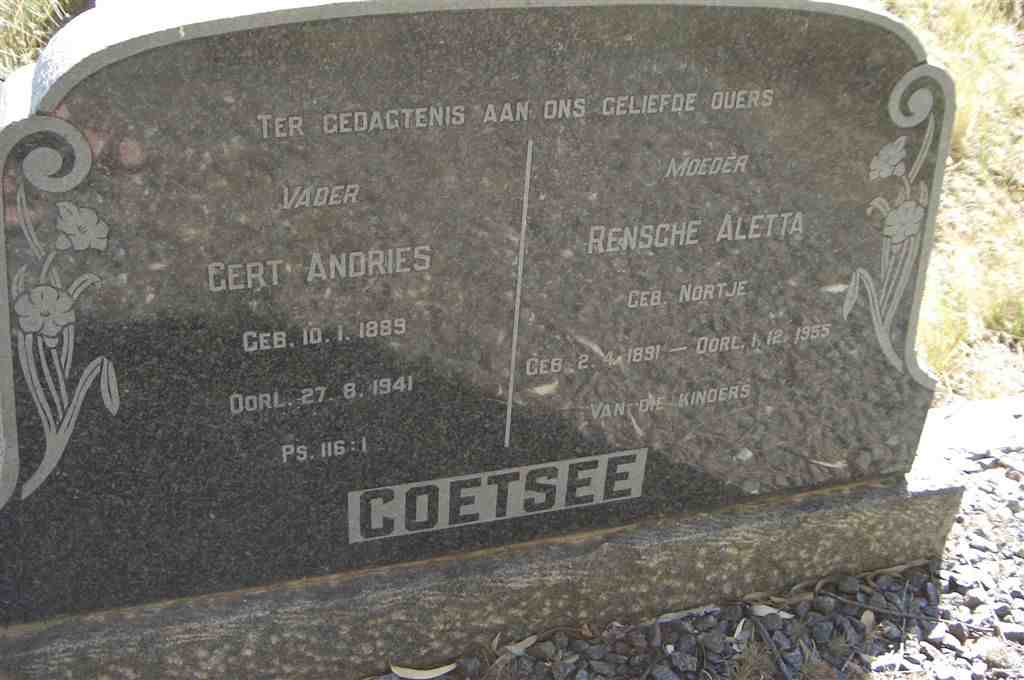 TER GEDAGTENIS AAN ONS GELIEFDE OUERS
VADER
GERT ANDRIES
GEB. 10. 1. 1889
OORL. 27. 8. 1941
PS. 116:1
MOEDER
RENSCHE ALETTA
GEB. NORTJE
GEB. 2. 4. 1891 — OORL. 1. 12. 1955
VAN DIE KINDERS
COETSEE